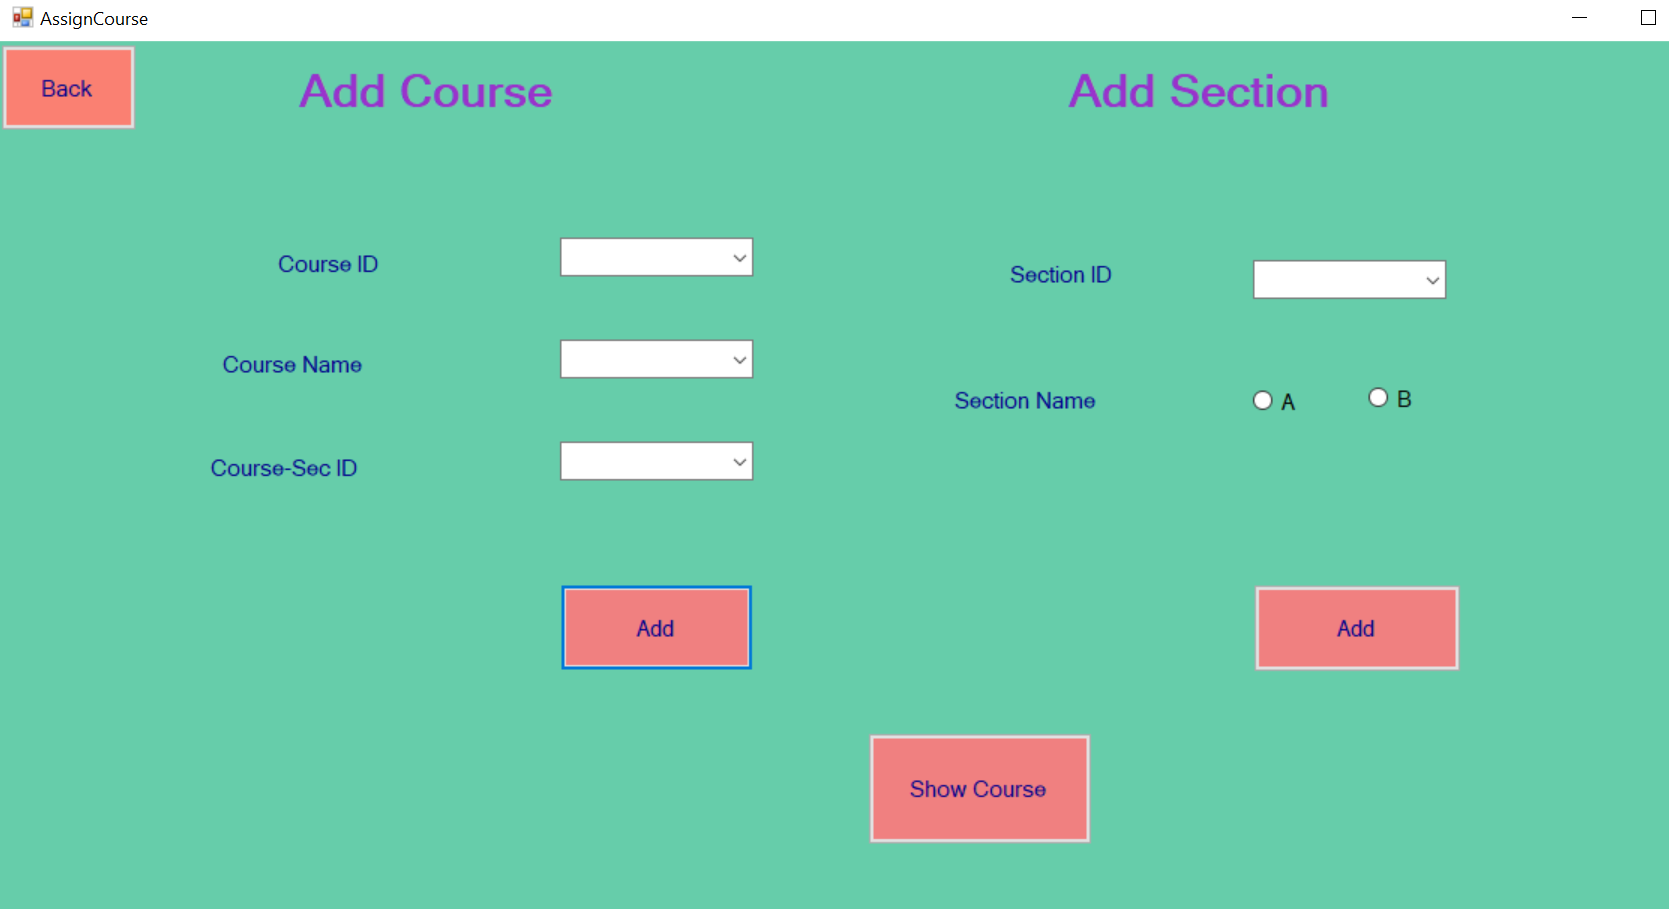 AssignCourse
Back
Add Course
Add Section
Course ID
Section ID
Course Name
Section Name
A
B
Course-Sec ID
Add
Add
Show Course